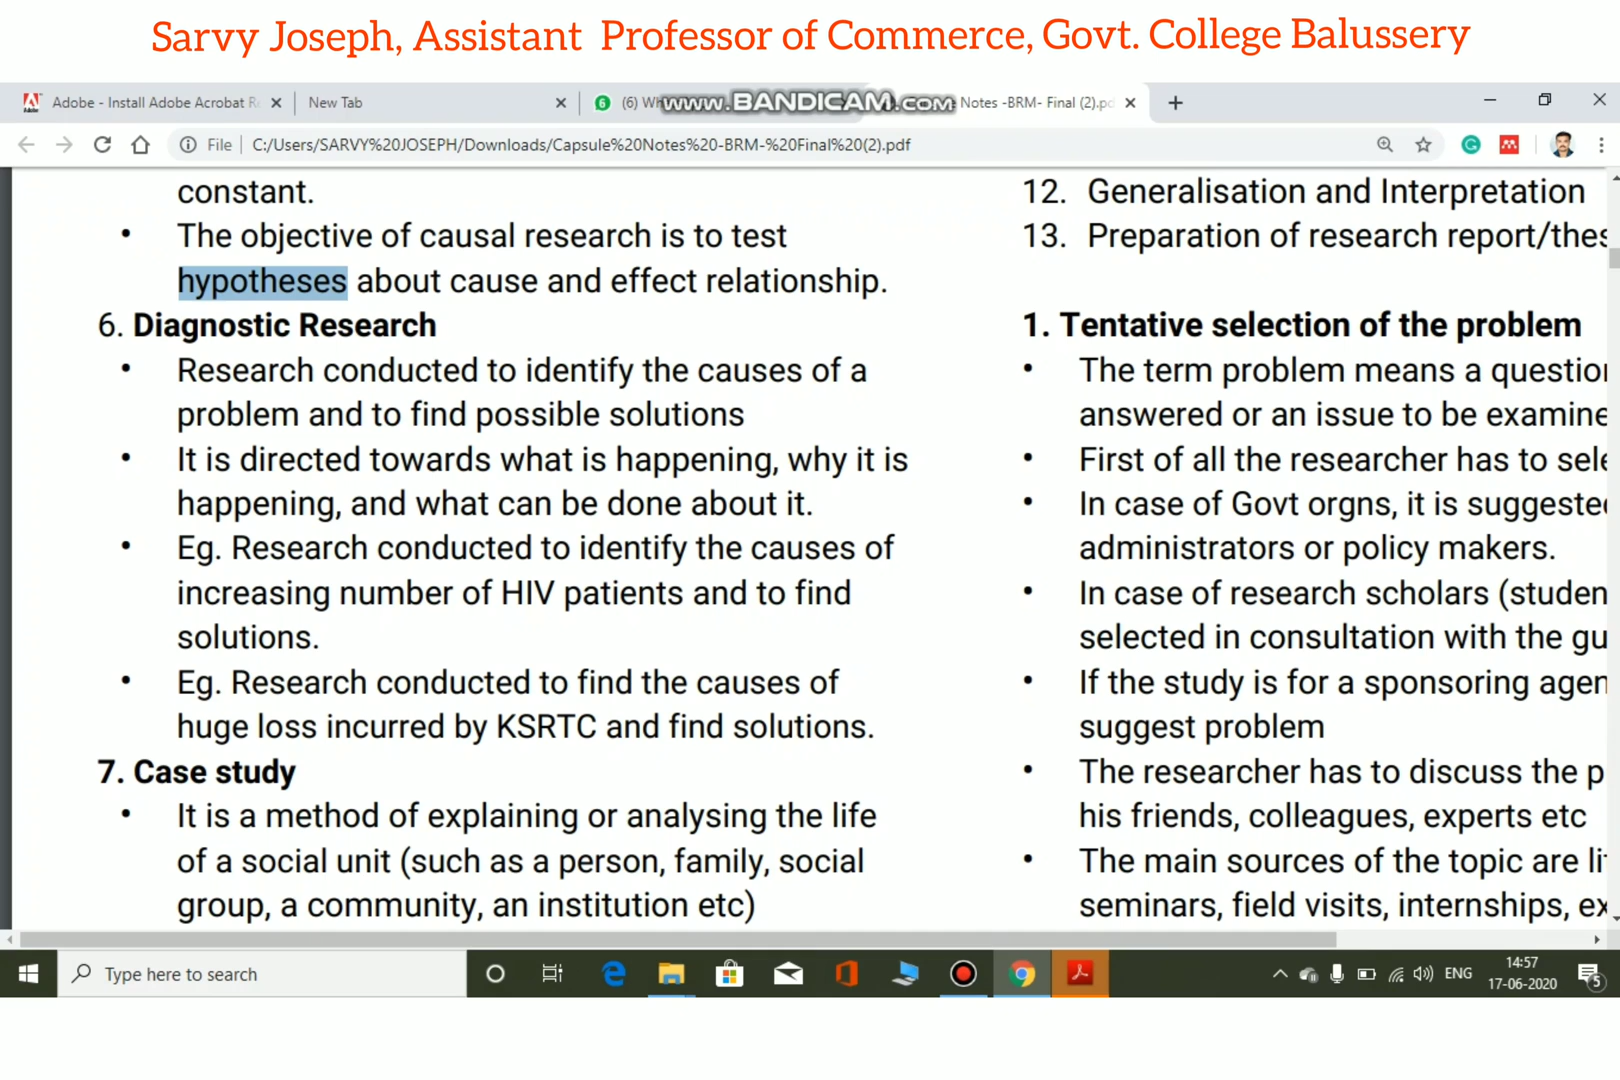 Sarvy Joseph, Assistant Professor of Commerce, Govt. College Balussery
Adobe - Install Adobe Acrobat R
New Tab
(6) Wh
www.BANDICAM.com
Notes -BRM- Final (2).pd
File
C:/Users/SARVY%20JOSEPH/Downloads/Capsule%20Notes%20-BRM-%20Final%20(2).pdf
constant.
• The objective of causal research is to test
hypotheses about cause and effect relationship.
6. Diagnostic Research
• Research conducted to identify the causes of a
problem and to find possible solutions
• It is directed towards what is happening, why it is
happening, and what can be done about it.
• Eg. Research conducted to identify the causes of
increasing number of HIV patients and to find
solutions.
• Eg. Research conducted to find the causes of
huge loss incurred by KSRTC and find solutions.
7. Case study
• It is a method of explaining or analysing the life
of a social unit (such as a person, family, social
group, a community, an institution etc)
12. Generalisation and Interpretation
13. Preparation of research report/thes
1. Tentative selection of the problem
• The term problem means a question
answered or an issue to be examine
• First of all the researcher has to sele
• In case of Govt orgns, it is suggested
administrators or policy makers.
• In case of research scholars (studen
selected in consultation with the gu
• If the study is for a sponsoring agen
suggest problem
• The researcher has to discuss the p
his friends, colleagues, experts etc
• The main sources of the topic are li
seminars, field visits, internships, ex
Type here to search
ENG
14:57
17-06-2020
5